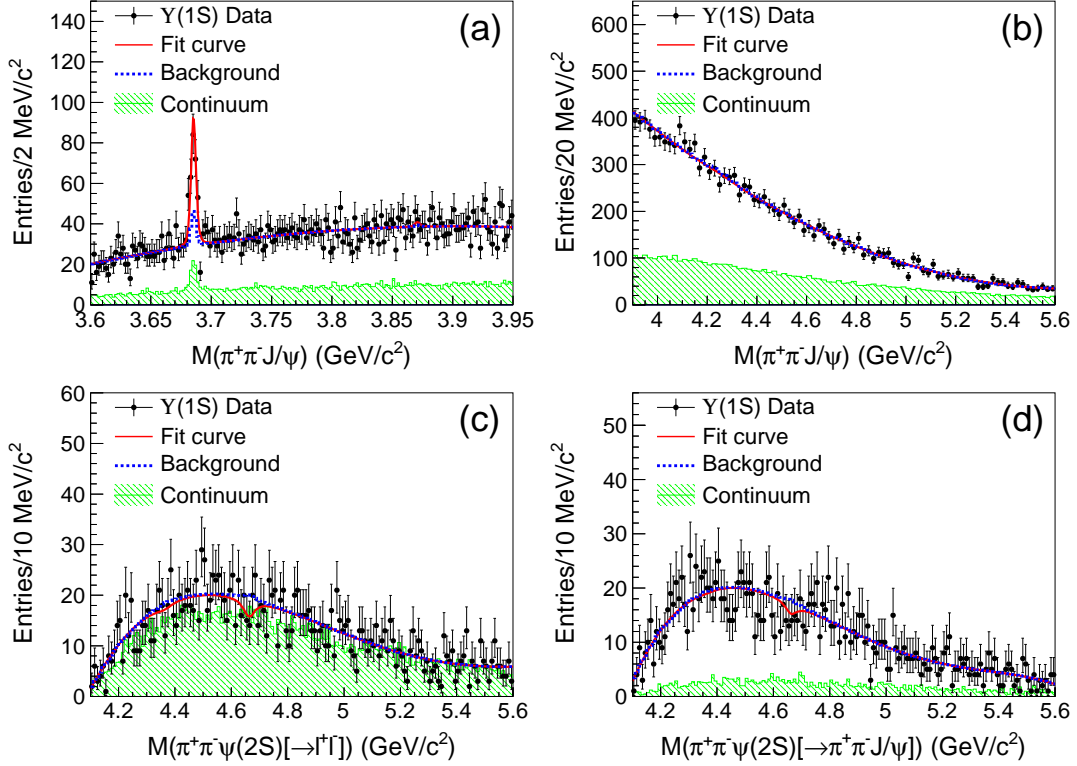 ϒ(1S) Data
Fit curve
Background
Continuum
(a)
Entries/2 MeV/c²
140
120
100
80
60
40
20
0
3.6 3.65 3.7 3.75 3.8 3.85 3.9 3.95
M(π⁺π⁻J/ψ) (GeV/c²)
ϒ(1S) Data
Fit curve
Background
Continuum
(b)
Entries/20 MeV/c²
600
500
400
300
200
100
0
4 4.2 4.4 4.6 4.8 5 5.2 5.4 5.6
M(π⁺π⁻J/ψ) (GeV/c²)
ϒ(1S) Data
Fit curve
Background
Continuum
(c)
Entries/10 MeV/c²
60
50
40
30
20
10
0
4.2 4.4 4.6 4.8 5 5.2 5.4 5.6
M(π⁺π⁻ψ(2S)[→l⁺l⁻]) (GeV/c²)
ϒ(1S) Data
Fit curve
Background
Continuum
(d)
Entries/10 MeV/c²
50
40
30
20
10
0
4.2 4.4 4.6 4.8 5 5.2 5.4 5.6
M(π⁺π⁻ψ(2S)[→π⁺π⁻J/ψ]) (GeV/c²)